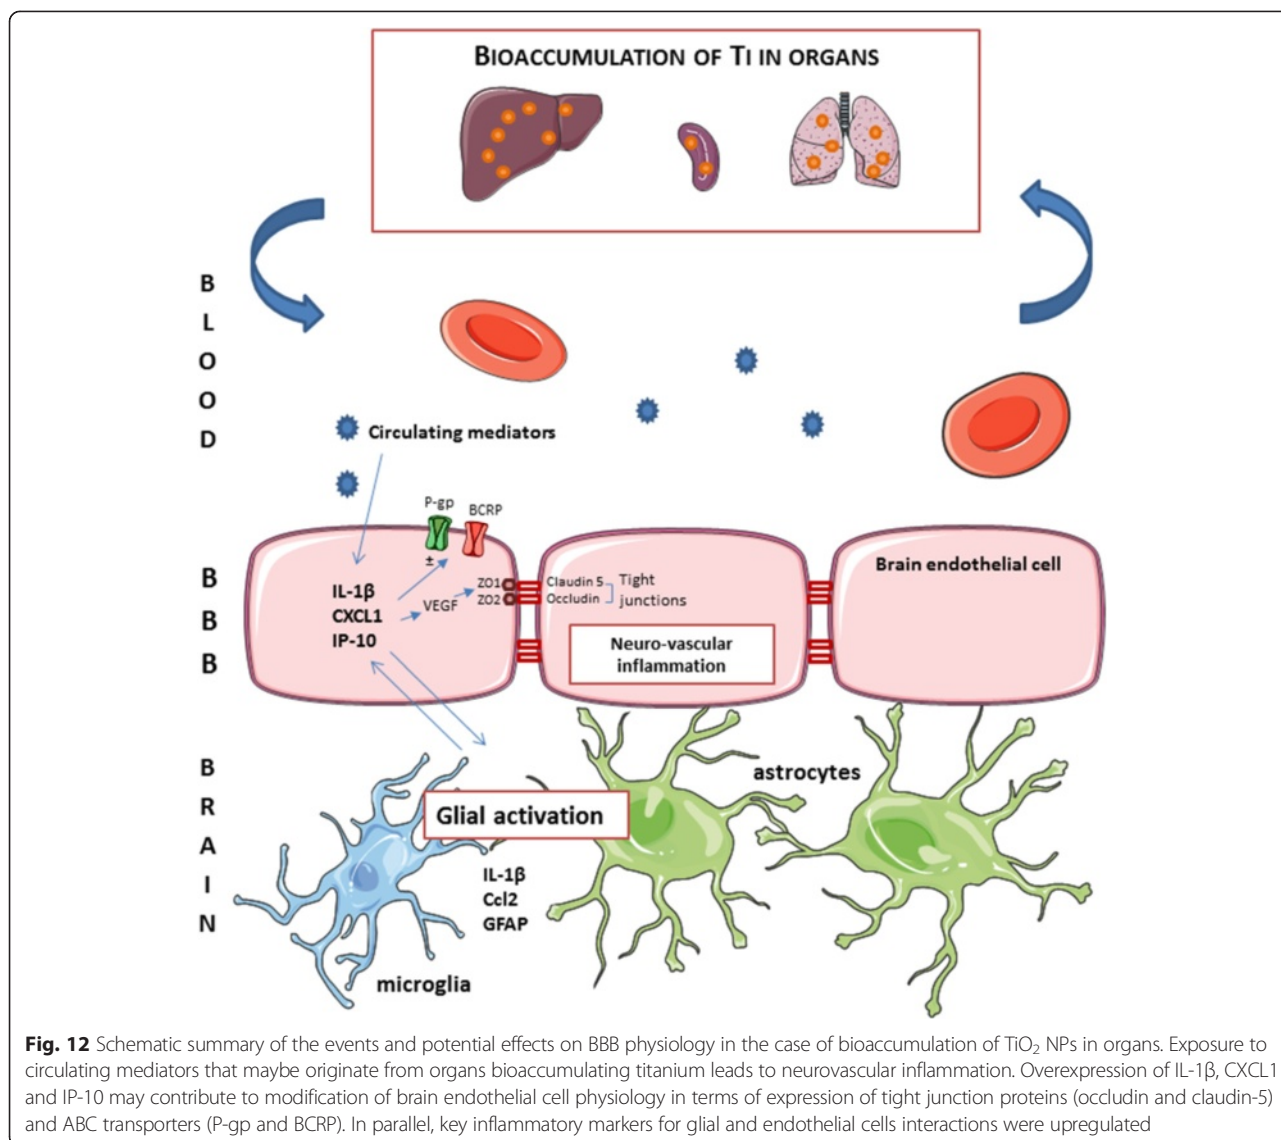 BIOACCUMULATION OF TI IN ORGANS
B
L
O
O
D
Circulating mediators
P-gp
BCRP
±
B
B
B
IL-1β
CXCL1
IP-10
VEGF
ZO1
ZO2
Claudin 5
Occludin
Tight
junctions
Neuro-vascular
inflammation
Brain endothelial cell
B
R
A
I
N
astrocytes
Glial activation
IL-1β
Ccl2
GFAP
microglia
Fig. 12 Schematic summary of the events and potential effects on BBB physiology in the case of bioaccumulation of TiO₂ NPs in organs. Exposure to
circulating mediators that maybe originate from organs bioaccumulating titanium leads to neurovascular inflammation. Overexpression of IL-1β, CXCL1
and IP-10 may contribute to modification of brain endothelial cell physiology in terms of expression of tight junction proteins (occludin and claudin-5)
and ABC transporters (P-gp and BCRP). In parallel, key inflammatory markers for glial and endothelial cells interactions were upregulated